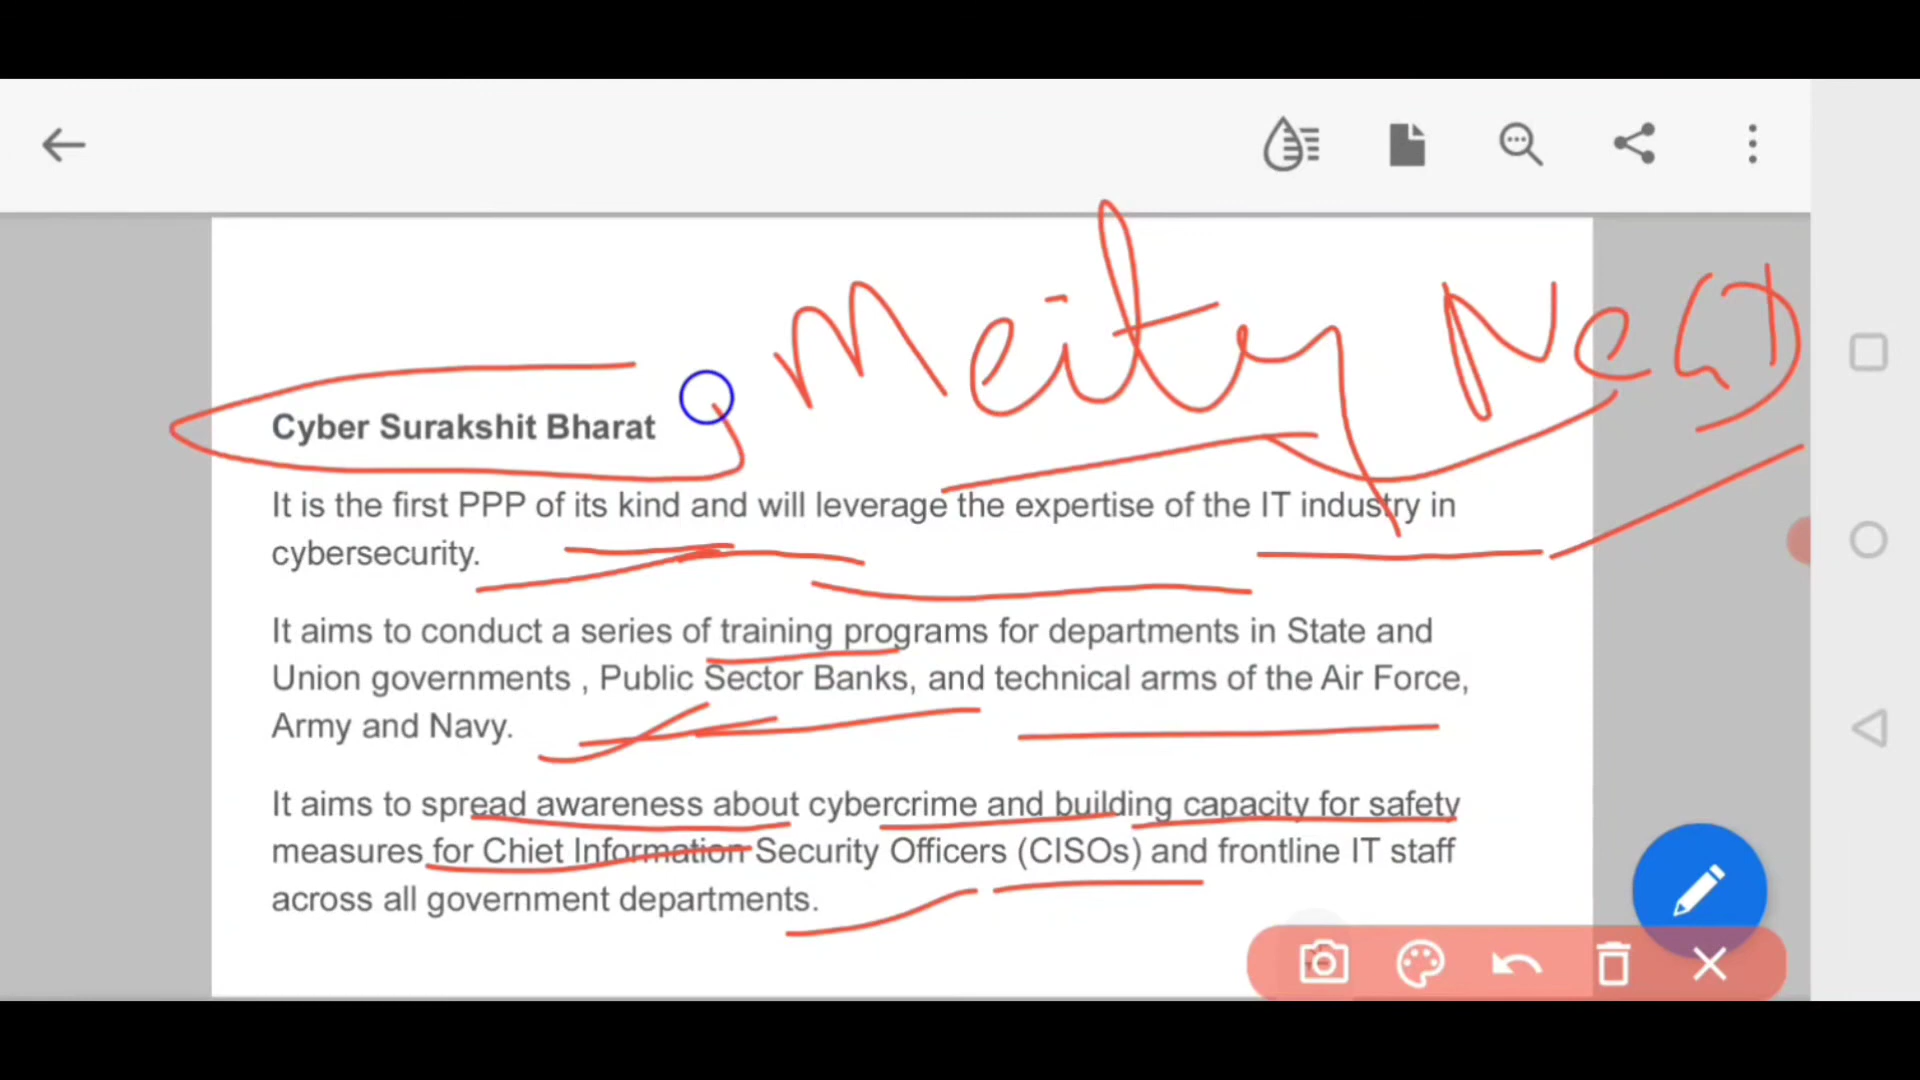 Meity NeGD
Cyber Surakshit Bharat
It is the first PPP of its kind and will leverage the expertise of the IT industry in
cybersecurity.
It aims to conduct a series of training programs for departments in State and
Union governments , Public Sector Banks, and technical arms of the Air Force,
Army and Navy.
It aims to spread awareness about cybercrime and building capacity for safety
measures for Chief Information Security Officers (CISOs) and frontline IT staff
across all government departments.